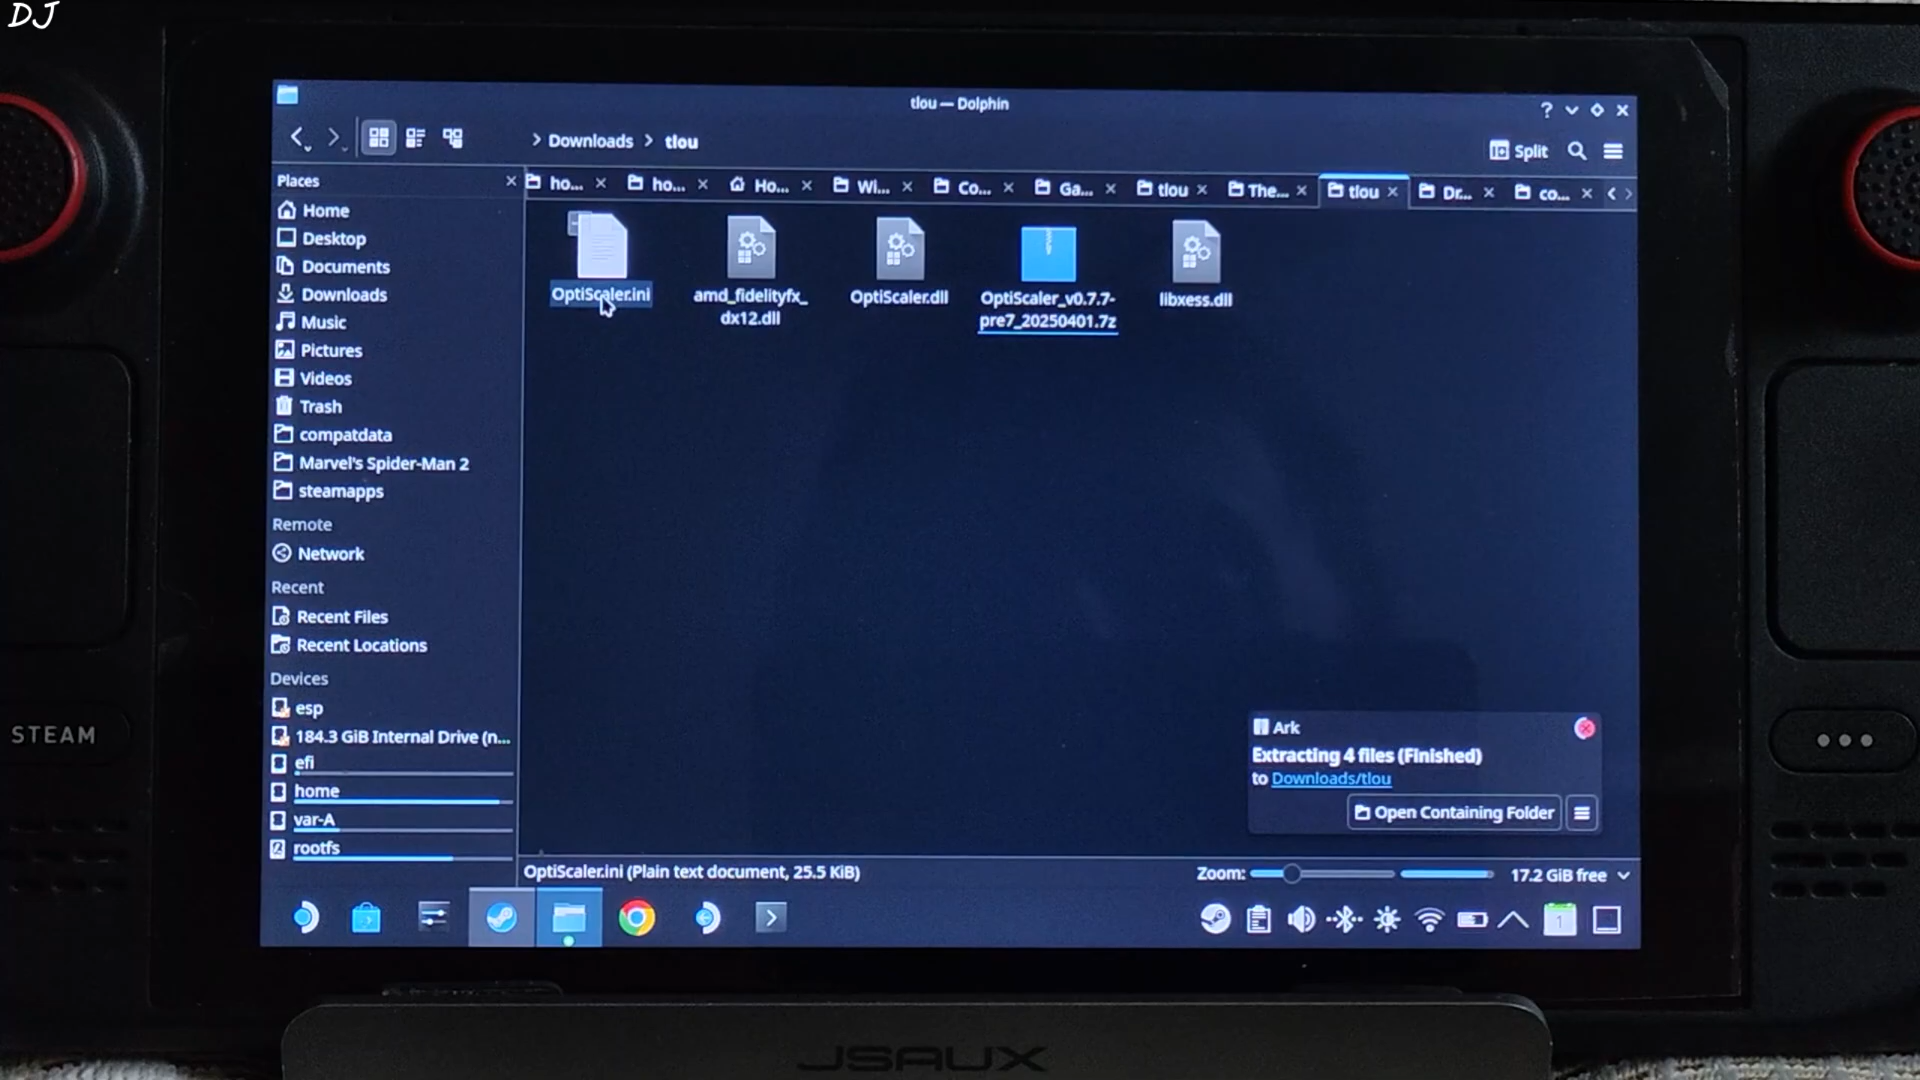 DJ
tlou — Dolphin
Downloads > tlou
Split
Places
ho...
ho...
Ho...
Wi...
Co...
Ga...
tlou
The...
tlou
Dr...
co...
Home
Desktop
Documents
Downloads
Music
Pictures
Videos
Trash
compatdata
Marvel's Spider-Man 2
steamapps
Remote
Network
Recent
Recent Files
Recent Locations
Devices
esp
184.3 GiB Internal Drive (n...
efi
home
var-A
rootfs
OptiScaler.ini
amd_fidelityfx_
dx12.dll
OptiScaler.dll
OptiScaler_v0.7.7-
pre7_20250401.7z
libxess.dll
Ark
Extracting 4 files (Finished)
to Downloads/tlou
Open Containing Folder
OptiScaler.ini (Plain text document, 25.5 KiB)
Zoom:
17.2 GiB free
1
STEAM
JSAUX